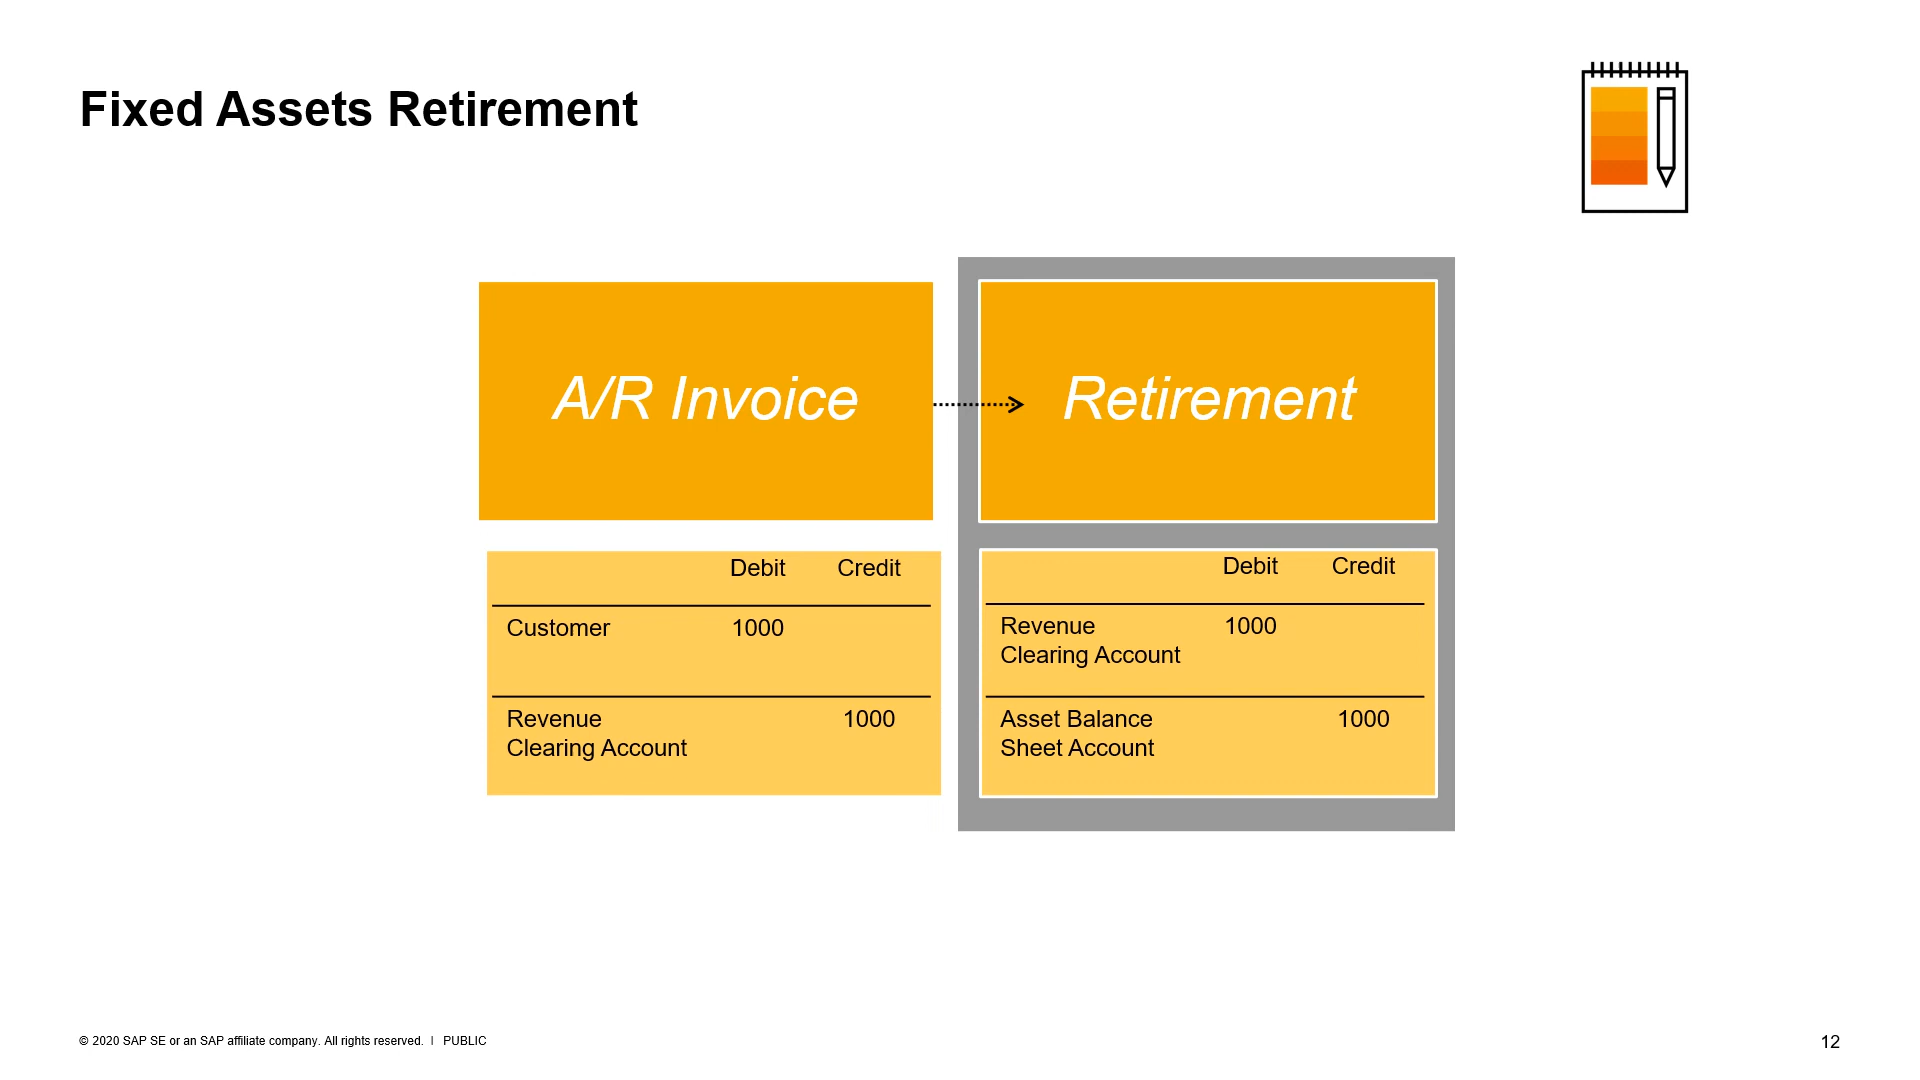 Fixed Assets Retirement
A/R Invoice
Retirement
Debit Credit
Customer 1000
Revenue 1000
Clearing Account
Debit Credit
Revenue 1000
Clearing Account
Asset Balance 1000
Sheet Account
© 2020 SAP SE or an SAP affiliate company. All rights reserved. | PUBLIC
12